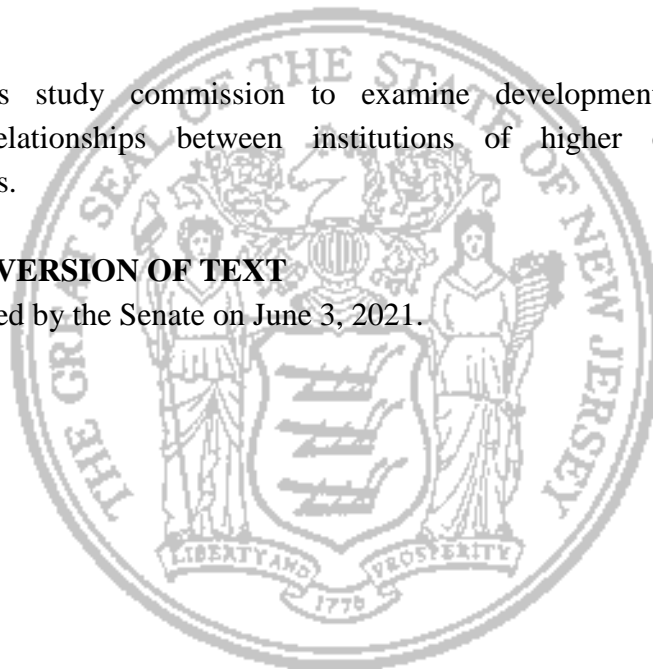 s study commission to examine development
elationships between institutions of higher
s.
VERSION OF TEXT
ed by the Senate on June 3, 2021.
THE GREAT SEAL OF THE STATE OF NEW JERSEY
LIBERTY AND PROSPERITY
1776